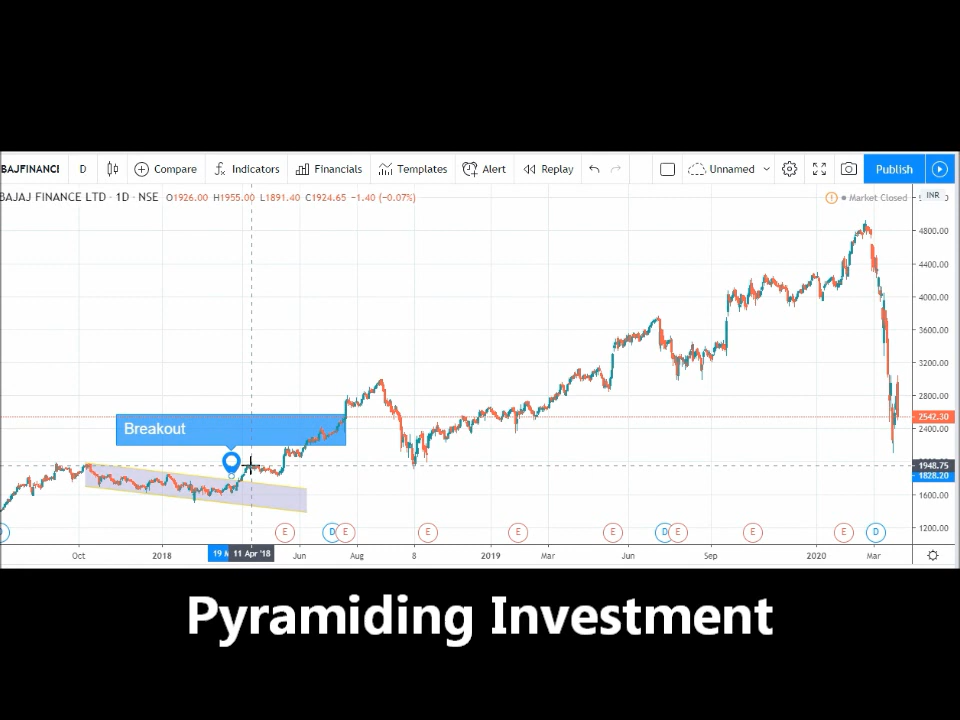 BAJFINANCI D Compare Indicators Financials Templates Alert Replay Unnamed Publish
BAJAJ FINANCE LTD · 1D · NSE O1926.00 H1955.00 L1891.40 C1924.65 −1.40 (−0.07%) Market Closed INR
4800.00
4400.00
4000.00
3600.00
3200.00
2800.00
2542.30
2400.00
Breakout
1948.75
1828.20
1600.00
1200.00
E D E E E E D E E E D
Oct 2018 19 M 11 Apr '18 Jun Aug 8 2019 Mar Jun Sep 2020 Mar
Pyramiding Investment